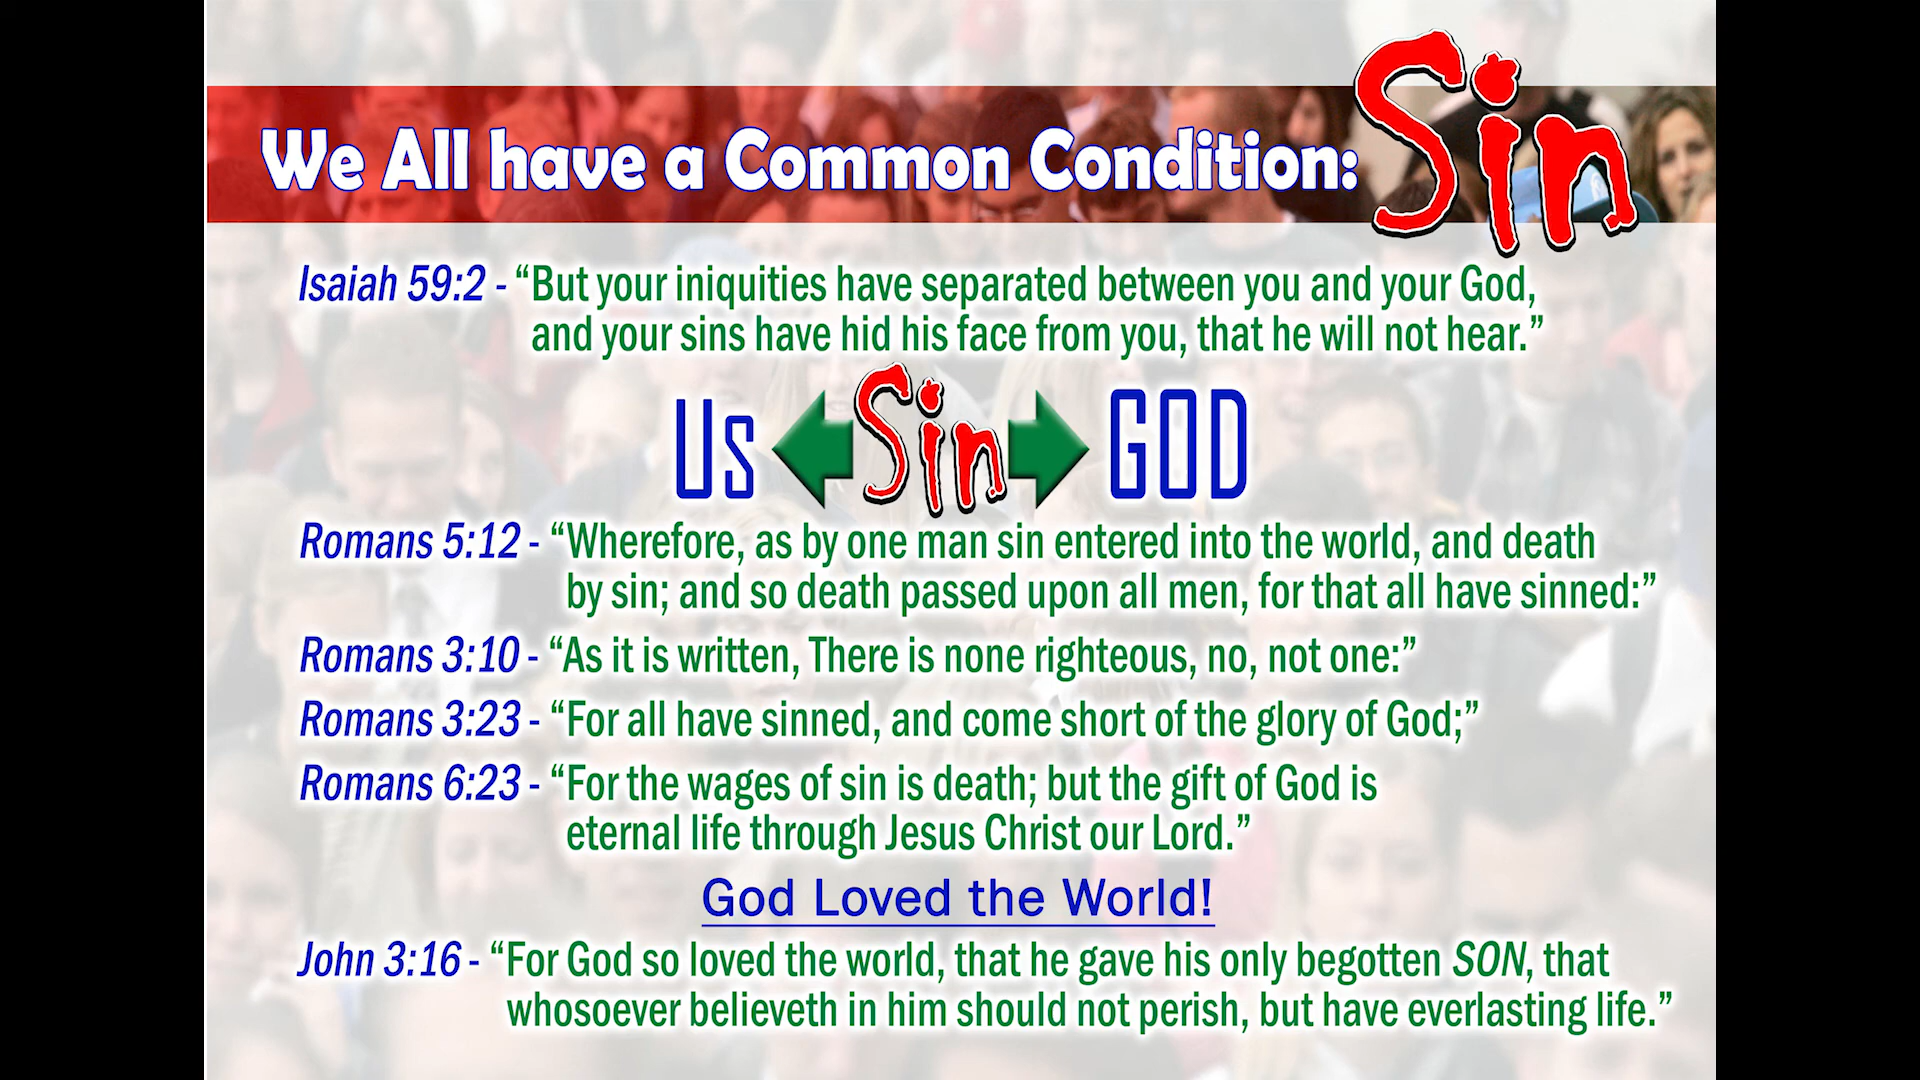 We All have a Common Condition: Sin
Isaiah 59:2 - “But your iniquities have separated between you and your God,
and your sins have hid his face from you, that he will not hear.”
Us Sin GOD
Romans 5:12 - “Wherefore, as by one man sin entered into the world, and death
by sin; and so death passed upon all men, for that all have sinned:”
Romans 3:10 - “As it is written, There is none righteous, no, not one:”
Romans 3:23 - “For all have sinned, and come short of the glory of God;”
Romans 6:23 - “For the wages of sin is death; but the gift of God is
eternal life through Jesus Christ our Lord.”
God Loved the World!
John 3:16 - “For God so loved the world, that he gave his only begotten SON, that
whosoever believeth in him should not perish, but have everlasting life.”